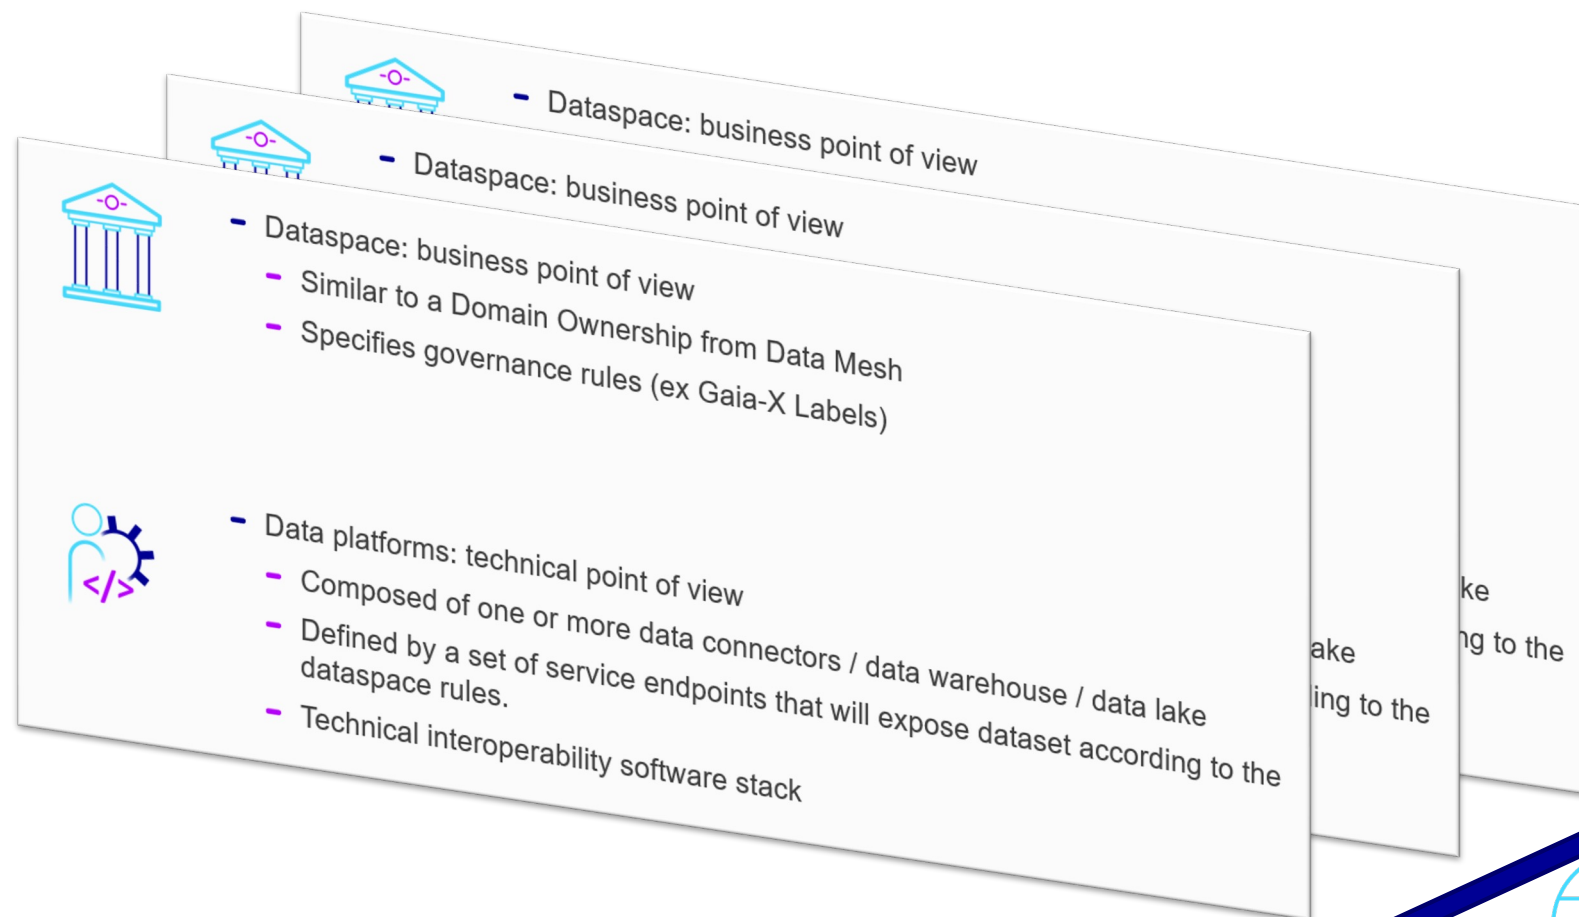 - Dataspace: business point of view
- Dataspace: business point of view
- Dataspace: business point of view
- Similar to a Domain Ownership from Data Mesh
- Specifies governance rules (ex Gaia-X Labels)
</>
- Data platforms: technical point of view
- Composed of one or more data connectors / data warehouse / data lake
- Defined by a set of service endpoints that will expose dataset according to the
dataspace rules.
- Technical interoperability software stack
ake
ing to the
ke
ng to the